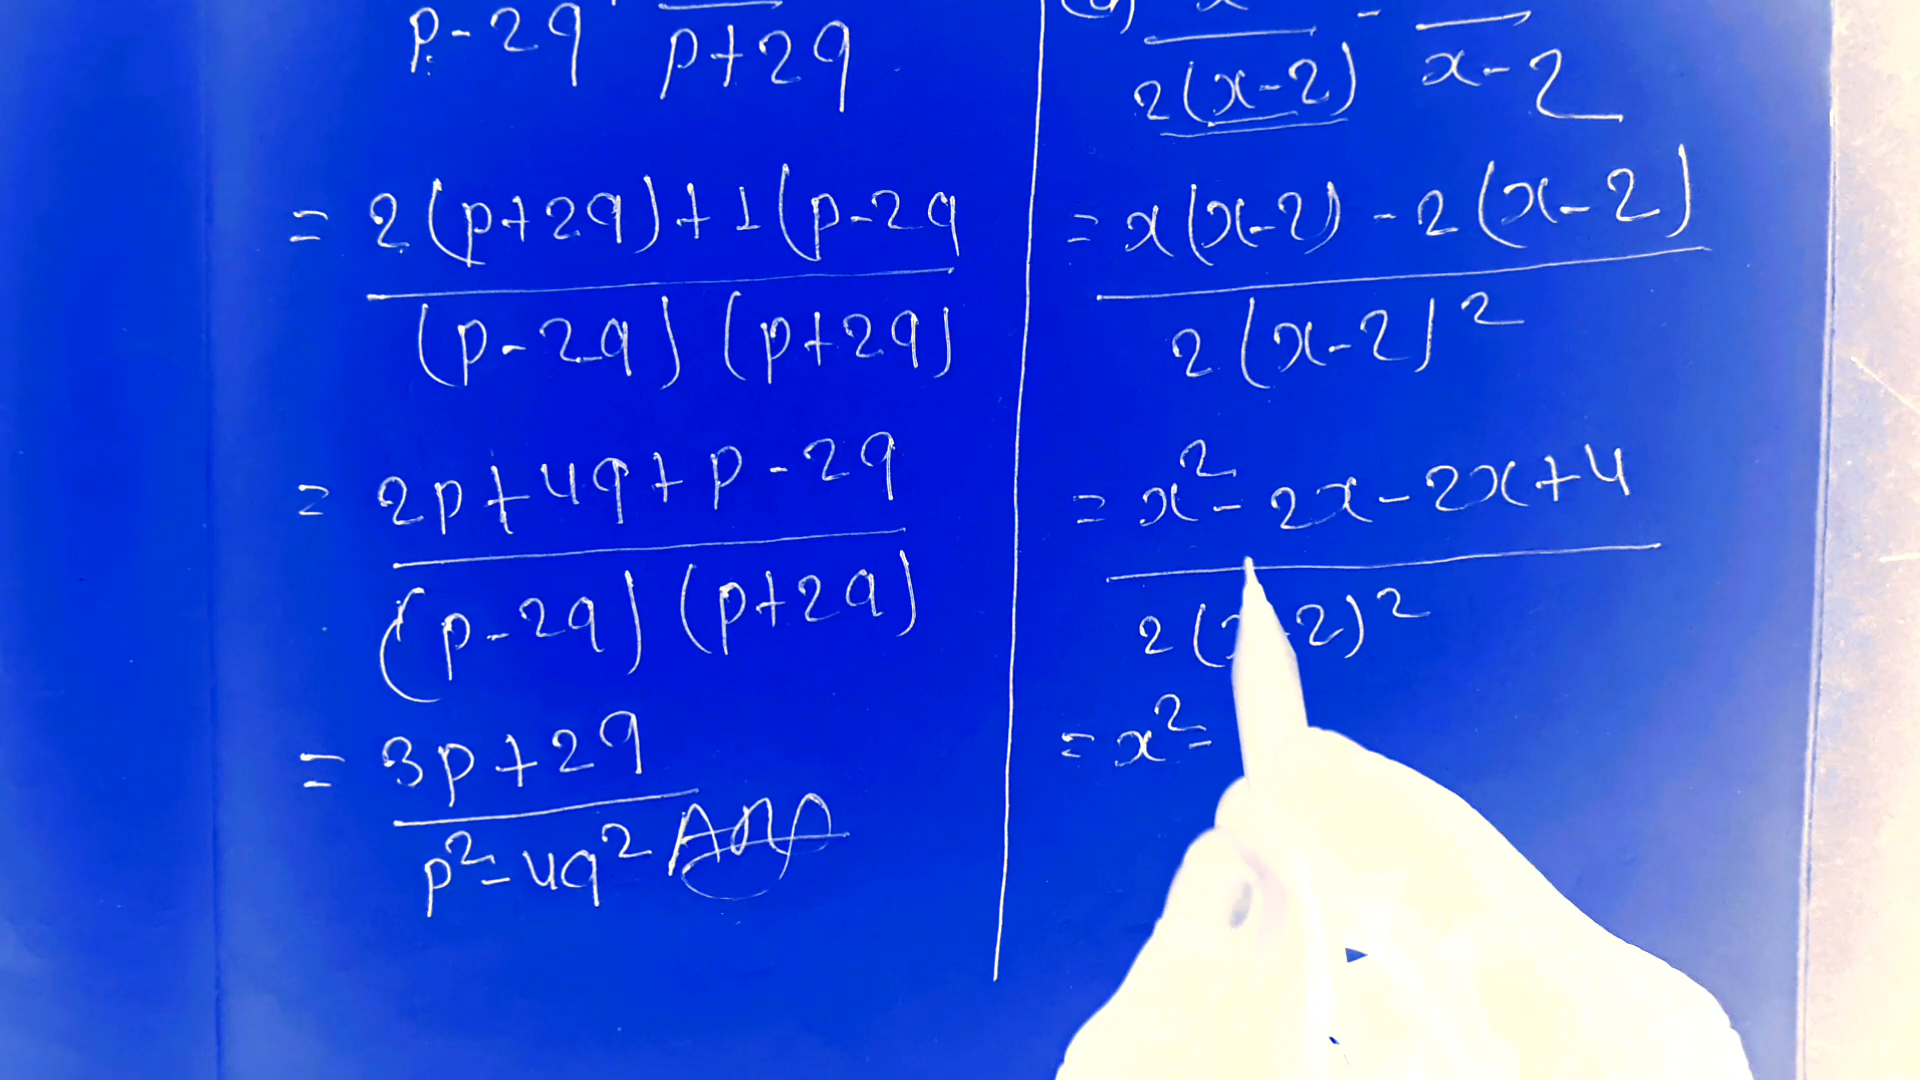 p-2q p+2q
= 2(p+2q)+1(p-2q
(p-2q) (p+2q)
= 2p+4q+p-2q
(p-2q) (p+2q)
= 3p+2q
p²-4q² Ans
2(x-2) - x-2
= x(x-2) - 2(x-2)
2(x-2)²
= x²-2x-2x+4
2(x-2)²
= x²-